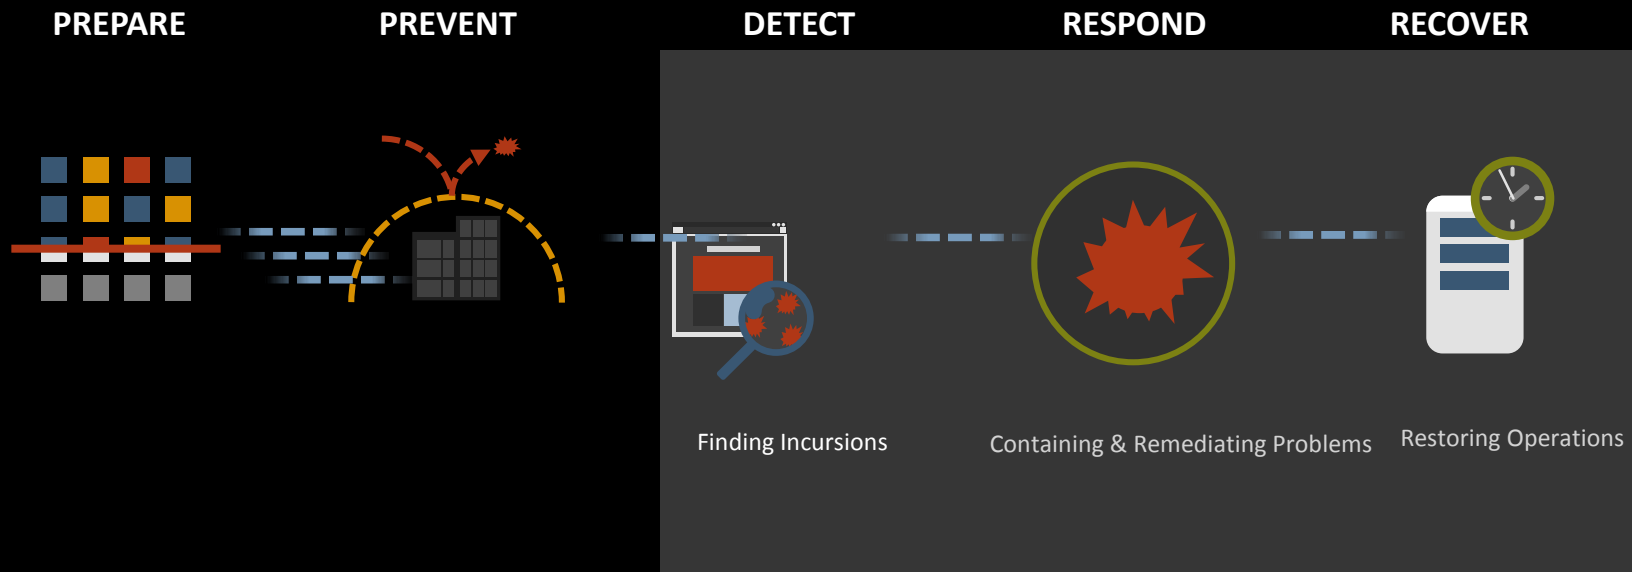 PREPARE
PREVENT
DETECT
RESPOND
RECOVER
Finding Incursions
Containing & Remediating Problems
Restoring Operations